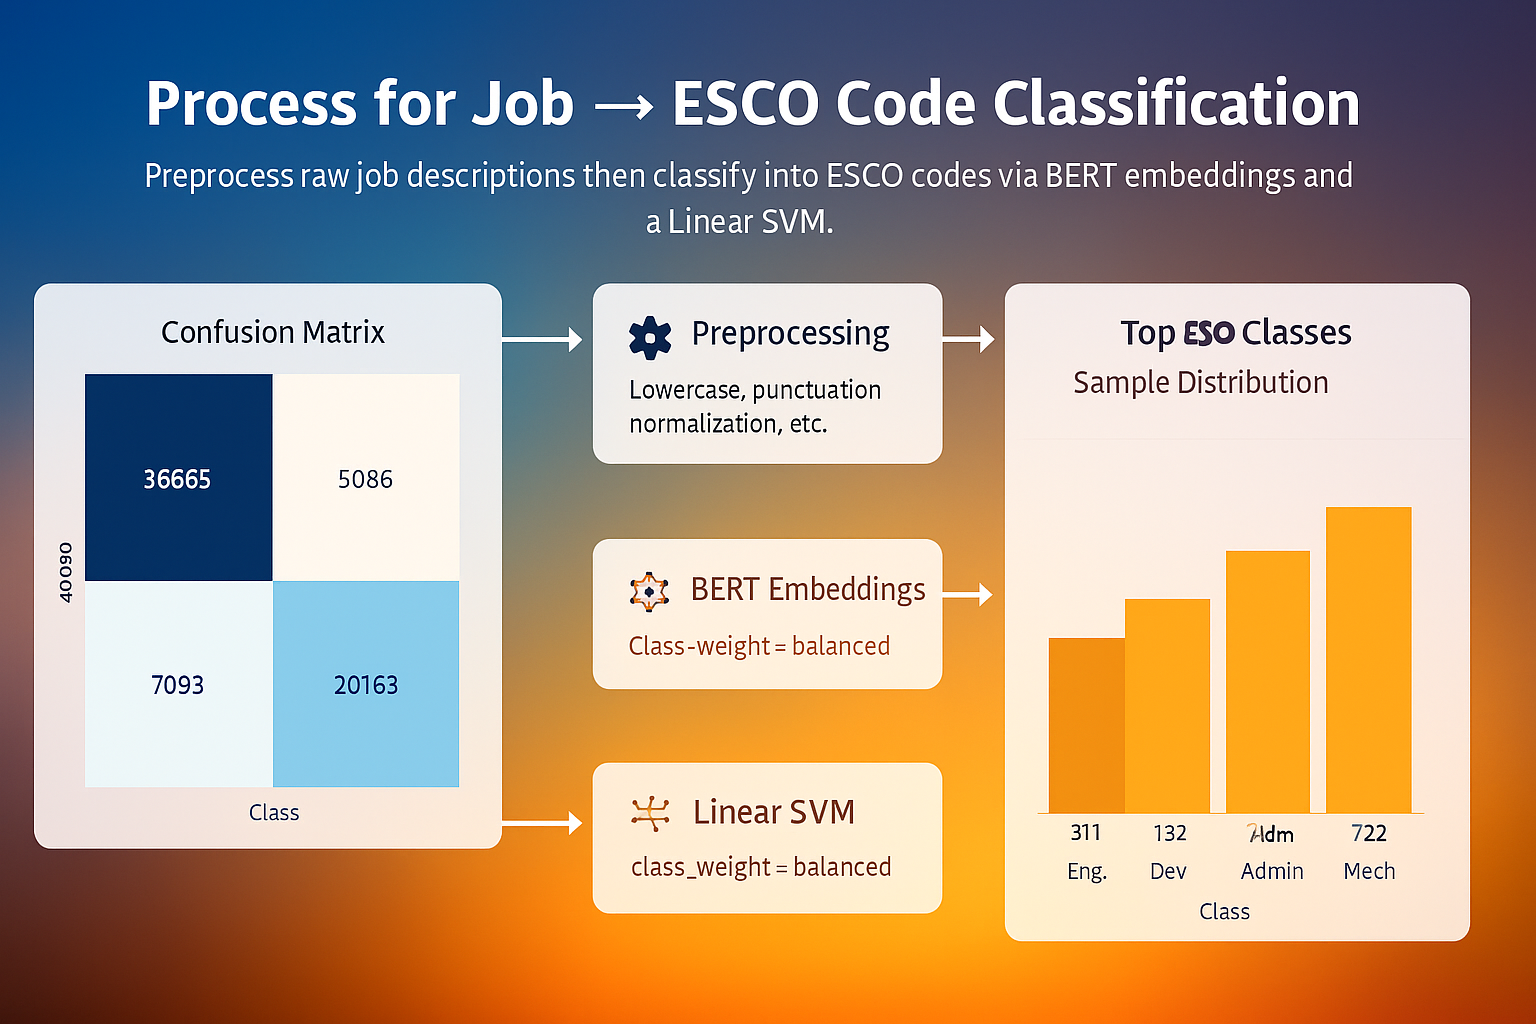 Process for Job → ESCO Code Classification
Preprocess raw job descriptions then classify into ESCO codes via BERT embeddings and
a Linear SVM.
Confusion Matrix
36665 5086
40090
7093 20163
Class
Preprocessing
Lowercase, punctuation
normalization, etc.
BERT Embeddings
Class-weight = balanced
Linear SVM
class_weight = balanced
Top ESO Classes
Sample Distribution
311 132 722
Eng. Dev Admin Mech
Class